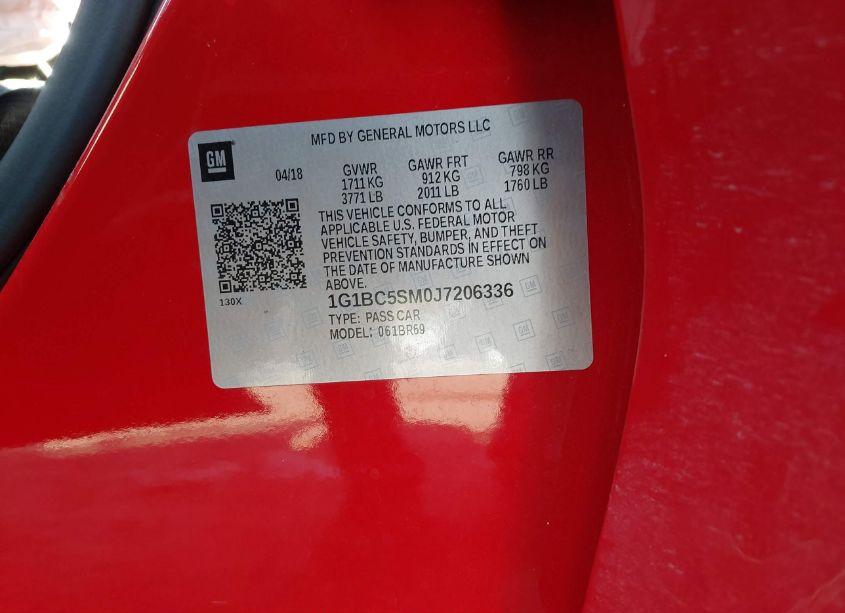 MFD BY GENERAL MOTORS LLC
GM
04/18 GVWR GAWR FRT GAWR RR
1711 KG 912 KG 798 KG
3771 LB 2011 LB 1760 LB
THIS VEHICLE CONFORMS TO ALL
APPLICABLE U.S. FEDERAL MOTOR
VEHICLE SAFETY, BUMPER, AND THEFT
PREVENTION STANDARDS IN EFFECT ON
THE DATE OF MANUFACTURE SHOWN
ABOVE.
130X
1G1BC5SM0J7206336
TYPE: PASS CAR
MODEL: 061BR69